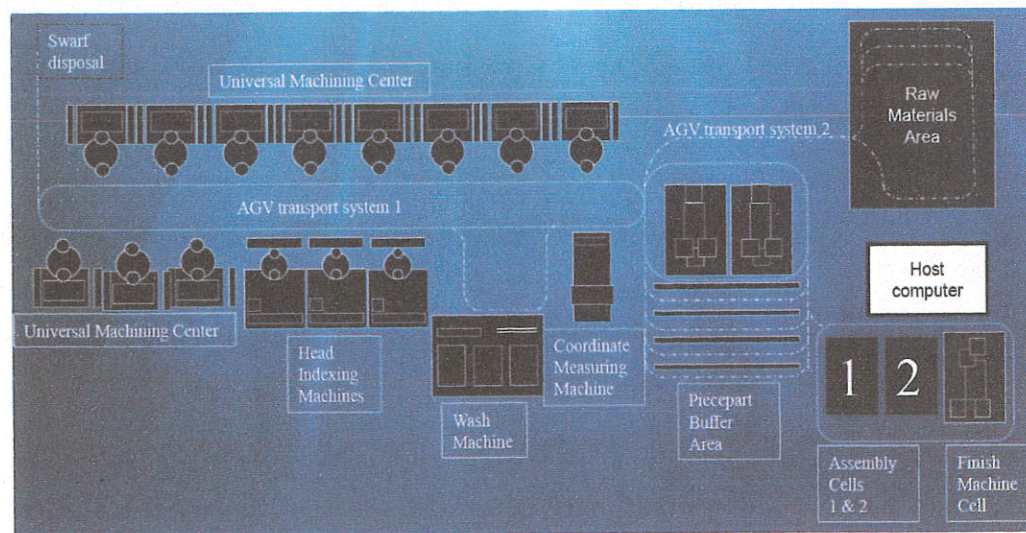 Swarf
disposal
Universal Machining Center
Raw
Materials
Area
AGV transport system 2
AGV transport system 1
Host
computer
Universal Machining Center
Head
Indexing
Machines
Coordinate
Measuring
Machine
1 2
Wash
Machine
Piecepart
Buffer
Area
Assembly
Cells
1 & 2
Finish
Machine
Cell